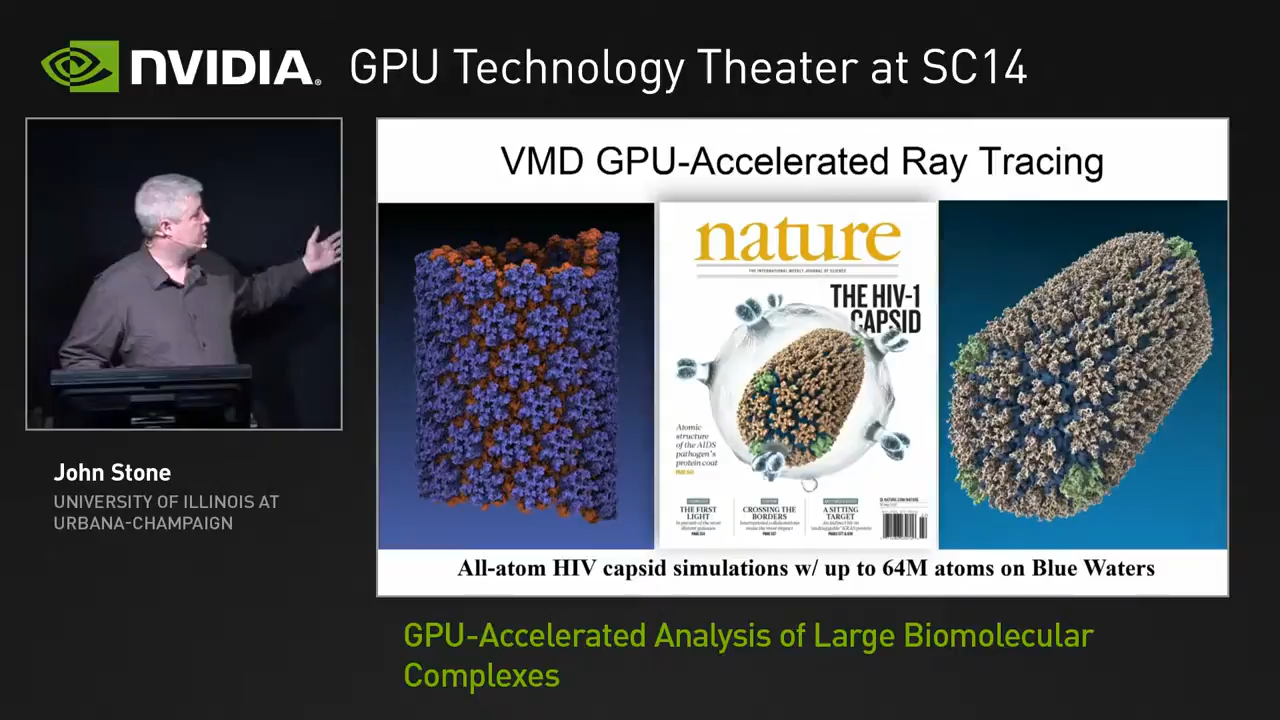 NVIDIA. GPU Technology Theater at SC14
VMD GPU-Accelerated Ray Tracing
nature
THE INTERNATIONAL WEEKLY JOURNAL OF SCIENCE
THE HIV-1
CAPSID
Atomic
structure
of the AIDS
pathogen's
protein coat
THE FIRST
LIGHT
CROSSING THE
BORDERS
A SITTING
TARGET
All-atom HIV capsid simulations w/ up to 64M atoms on Blue Waters
John Stone
UNIVERSITY OF ILLINOIS AT
URBANA-CHAMPAIGN
GPU-Accelerated Analysis of Large Biomolecular
Complexes